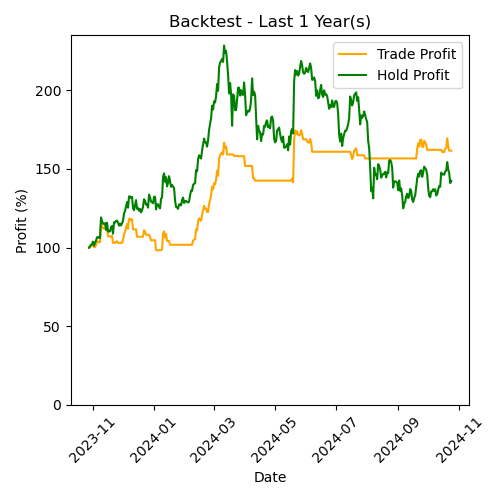 Backtest - Last 1 Year(s)
Trade Profit
Hold Profit
Profit (%)
200
150
100
50
0
2023-11
2024-01
2024-03
2024-05
2024-07
2024-09
2024-11
Date